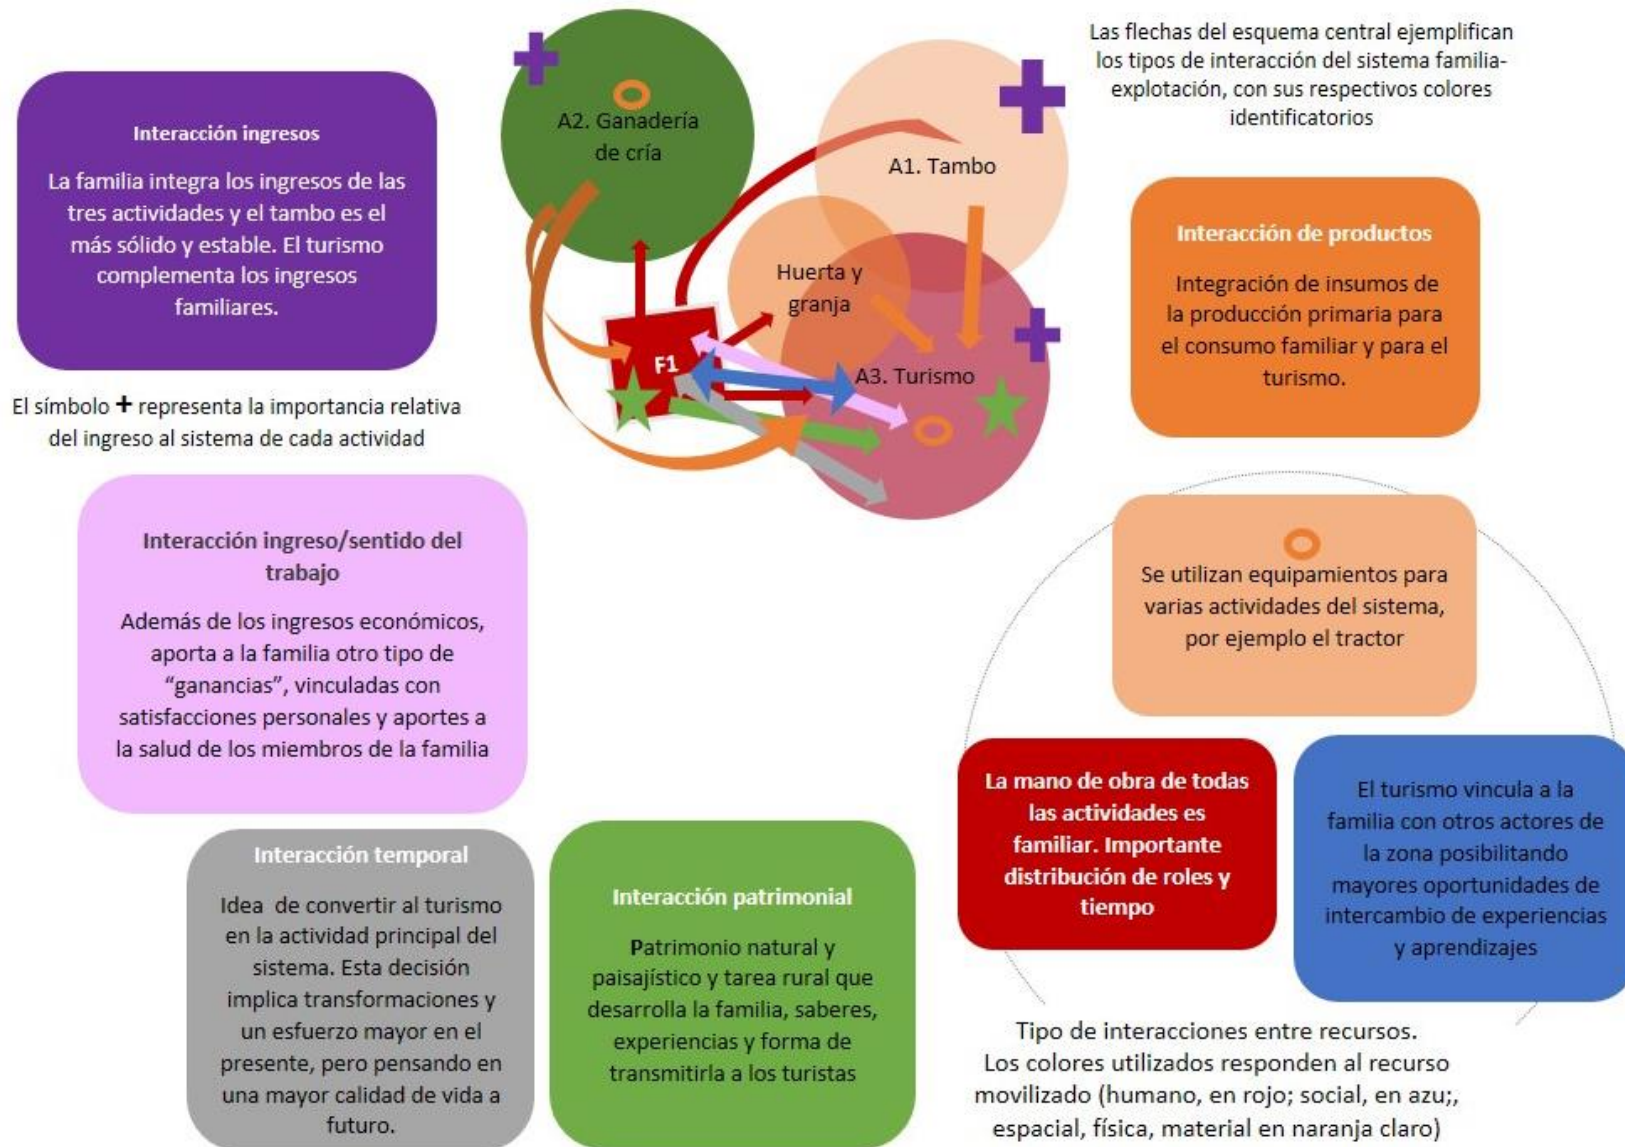 Las flechas del esquema central ejemplifican
los tipos de interacción del sistema familia-
explotación, con sus respectivos colores
identificatorios
A2. Ganadería
de cría
A1. Tambo
Huerta y
granja
F1
A3. Turismo
Interacción ingresos
La familia integra los ingresos de las
tres actividades y el tambo es el
más sólido y estable. El turismo
complementa los ingresos
familiares.
El símbolo + representa la importancia relativa
del ingreso al sistema de cada actividad
Interacción de productos
Integración de insumos de
la producción primaria para
el consumo familiar y para el
turismo.
Interacción ingreso/sentido del
trabajo
Además de los ingresos económicos,
aporta a la familia otro tipo de
“ganancias”, vinculadas con
satisfacciones personales y aportes a
la salud de los miembros de la familia
Se utilizan equipamientos para
varias actividades del sistema,
por ejemplo el tractor
La mano de obra de todas
las actividades es
familiar. Importante
distribución de roles y
tiempo
El turismo vincula a la
familia con otros actores de
la zona posibilitando
mayores oportunidades de
intercambio de experiencias
y aprendizajes
Interacción temporal
Idea de convertir al turismo
en la actividad principal del
sistema. Esta decisión
implica transformaciones y
un esfuerzo mayor en el
presente, pero pensando en
una mayor calidad de vida a
futuro.
Interacción patrimonial
Patrimonio natural y
paisajístico y tarea rural que
desarrolla la familia, saberes,
experiencias y forma de
transmitirla a los turistas
Tipo de interacciones entre recursos.
Los colores utilizados responden al recurso
movilizado (humano, en rojo; social, en azu;,
espacial, física, material en naranja claro)